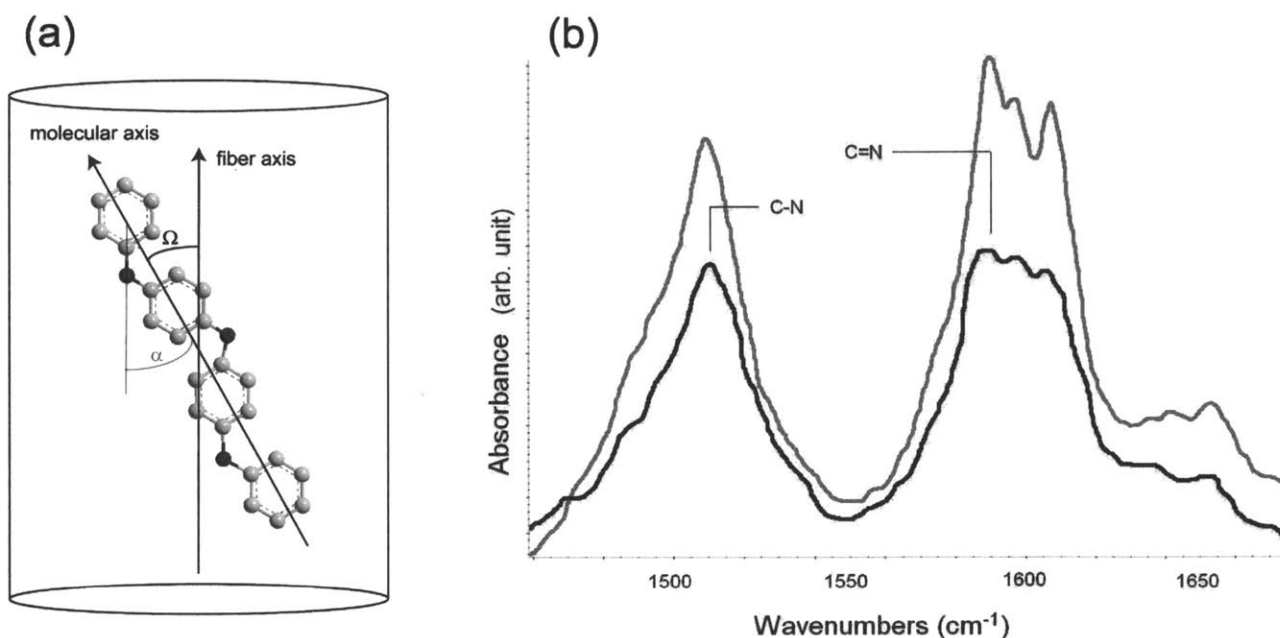 (a)
molecular axis
fiber axis
Ω
α
(b)
Absorbance (arb. unit)
C-N
C=N
1500 1550 1600 1650
Wavenumbers (cm⁻¹)